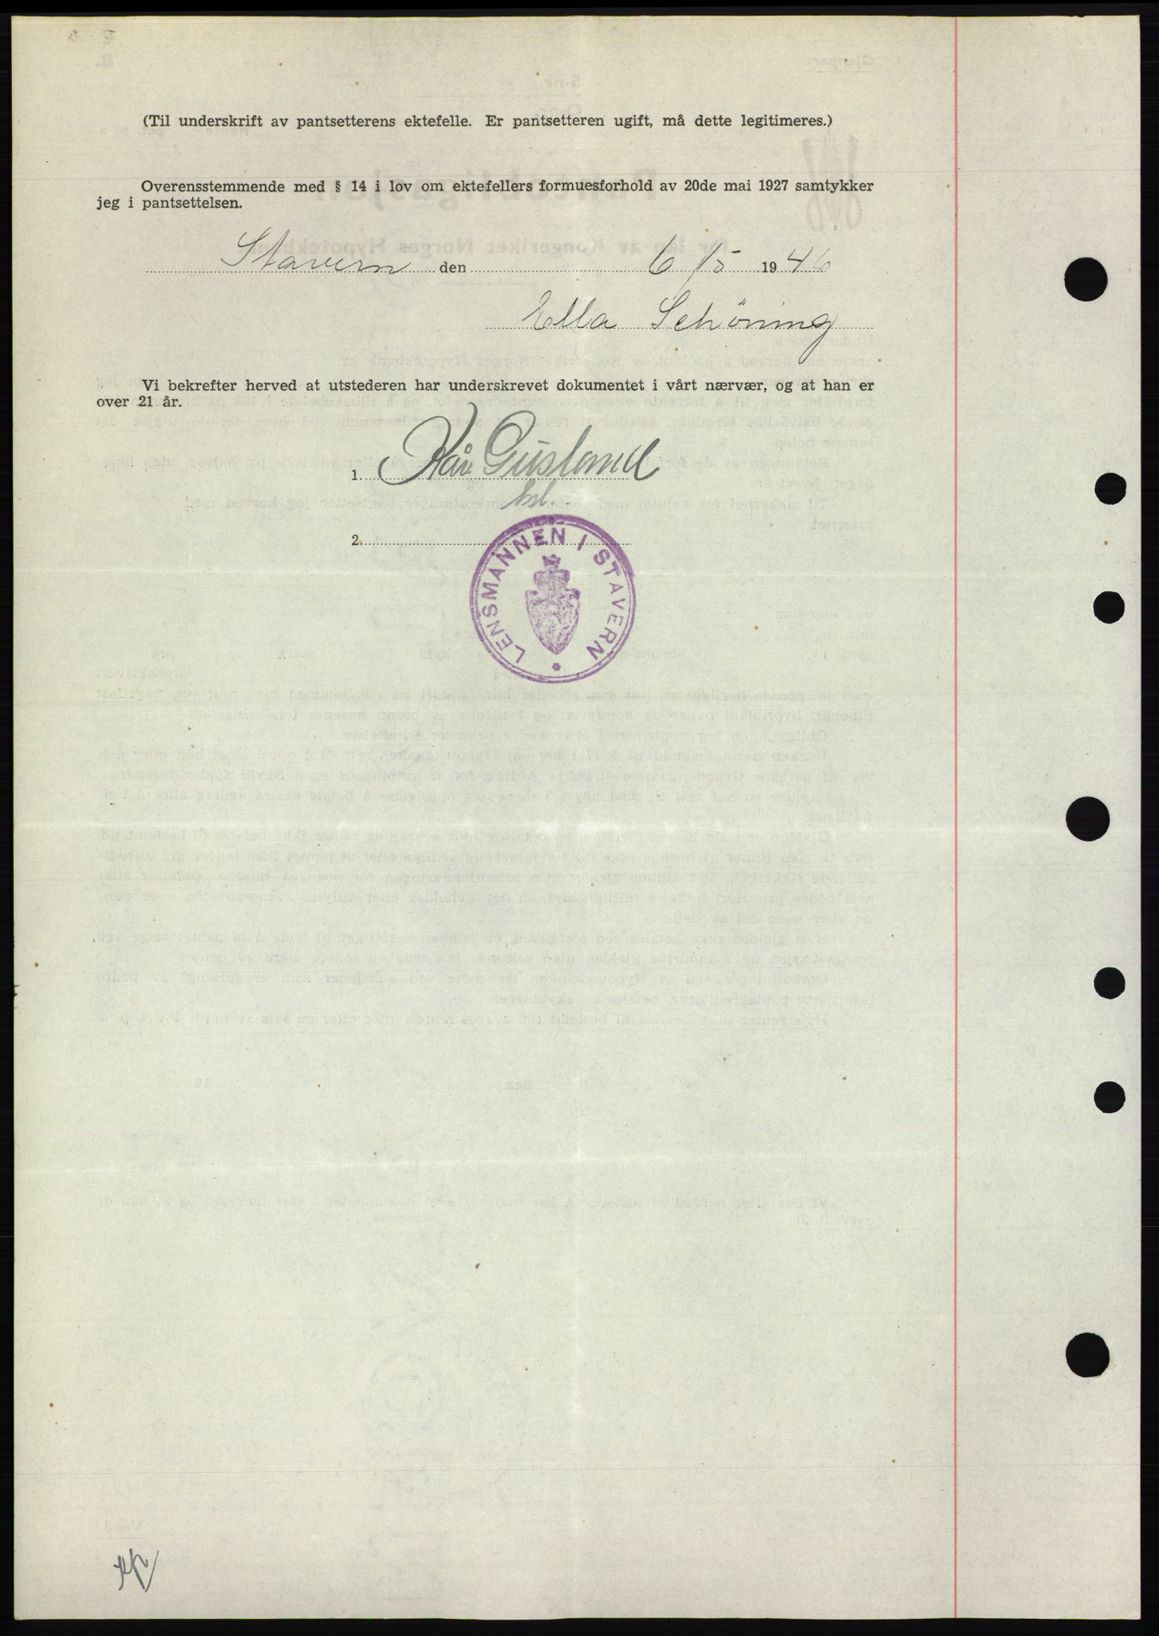 (Til underskrift av pantsetterens ektefelle. Er pantsetteren ugift, må dette legitimeres.)
Overensstemmende med § 14 i lov om ektefellers formuesforhold av 20de mai 1927 samtykker
jeg i pantsettelsen.
Stavern den 6/5 1946
Ella Schöning
Vi bekrefter herved at utstederen har underskrevet dokumentet i vårt nærvær, og at han er
over 21 år.
1. Kåre Gusland
2.
LENSMANNEN I STAVERN